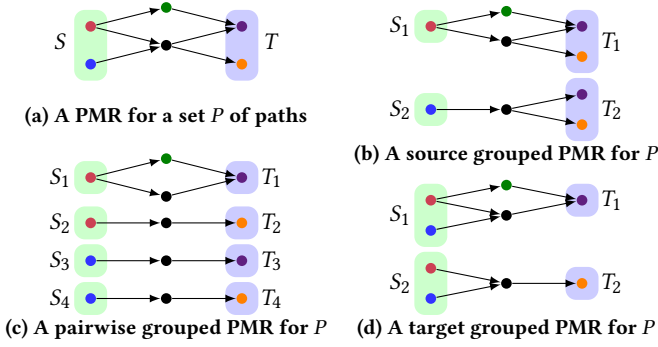 S T
(a) A PMR for a set P of paths
S₁ T₁
S₂ T₂
(b) A source grouped PMR for P
S₁ T₁
S₂ T₂
S₃ T₃
S₄ T₄
(c) A pairwise grouped PMR for P
S₁ T₁
S₂ T₂
(d) A target grouped PMR for P